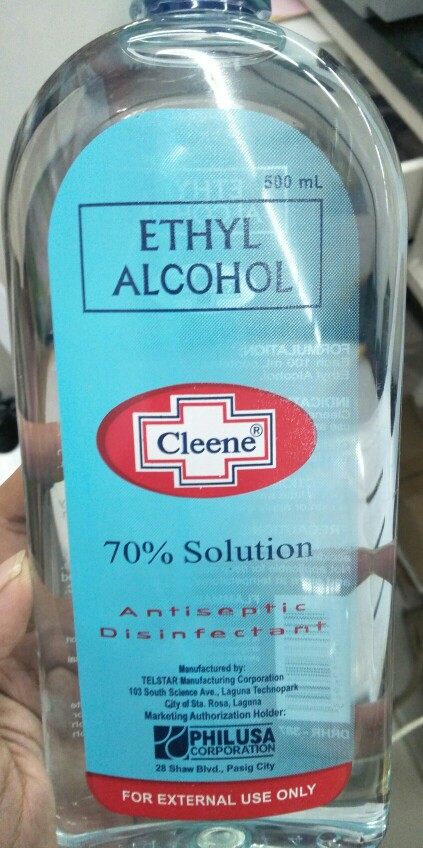 500 mL
ETHYL
ALCOHOL
Cleene®
70% Solution
Antiseptic
Disinfectant
Manufactured by:
TELSTAR Manufacturing Corporation
103 South Science Ave., Laguna Technopark
City of Sta. Rosa, Laguna
Marketing Authorization Holder:
PHILUSA
CORPORATION
28 Shaw Blvd., Pasig City
FOR EXTERNAL USE ONLY